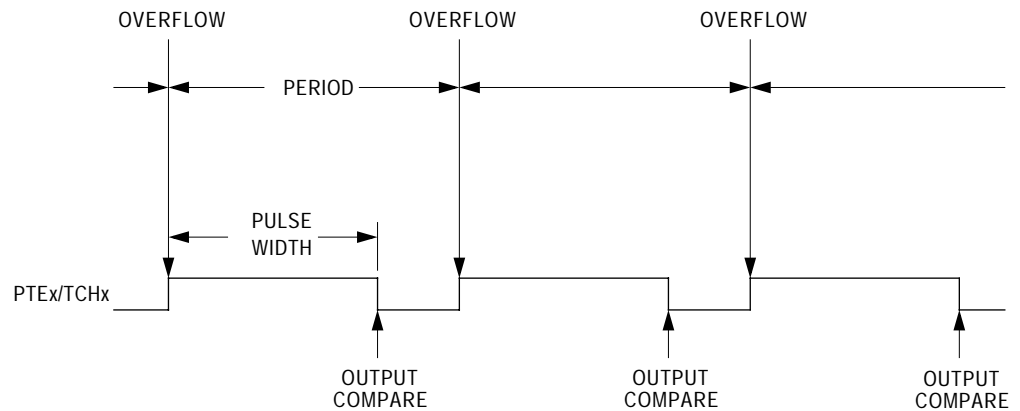 OVERFLOW
OVERFLOW
OVERFLOW
PERIOD
PULSE
WIDTH
PTEx/TCHx
OUTPUT
COMPARE
OUTPUT
COMPARE
OUTPUT
COMPARE